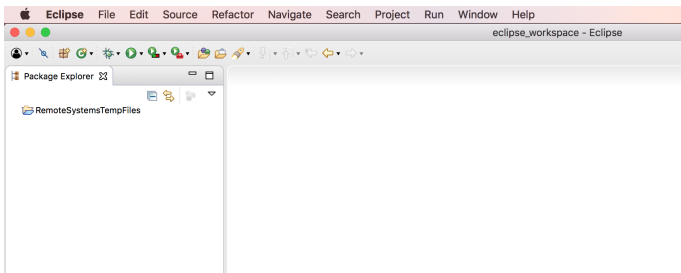 Eclipse File Edit Source Refactor Navigate Search Project Run Window Help
eclipse_workspace - Eclipse
Package Explorer
RemoteSystemsTempFiles